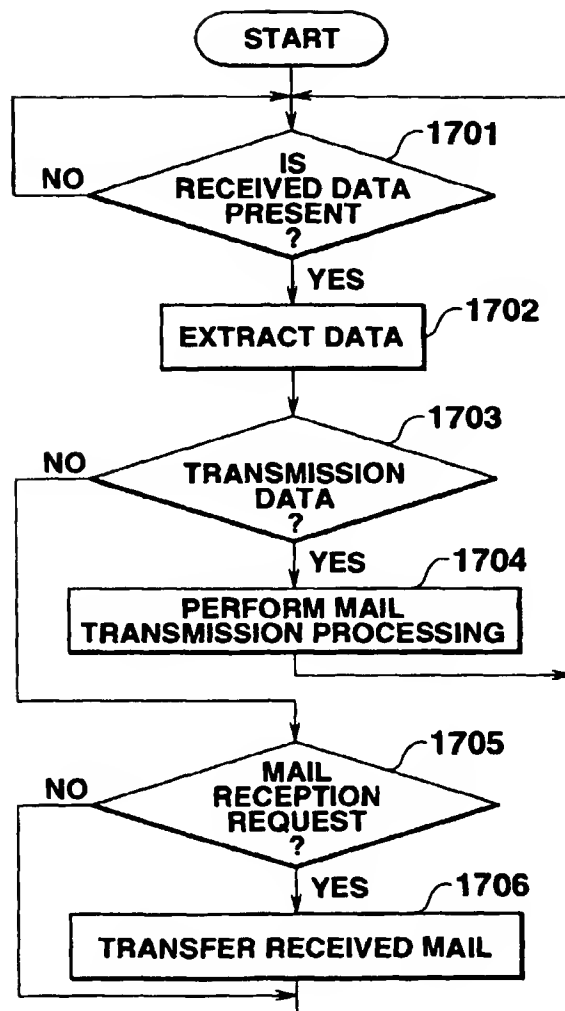 START
1701
IS
RECEIVED DATA
PRESENT
?
NO
YES
EXTRACT DATA
1702
1703
NO
TRANSMISSION
DATA
?
YES
1704
PERFORM MAIL
TRANSMISSION PROCESSING
1705
NO
MAIL
RECEPTION
REQUEST
?
YES
1706
TRANSFER RECEIVED MAIL